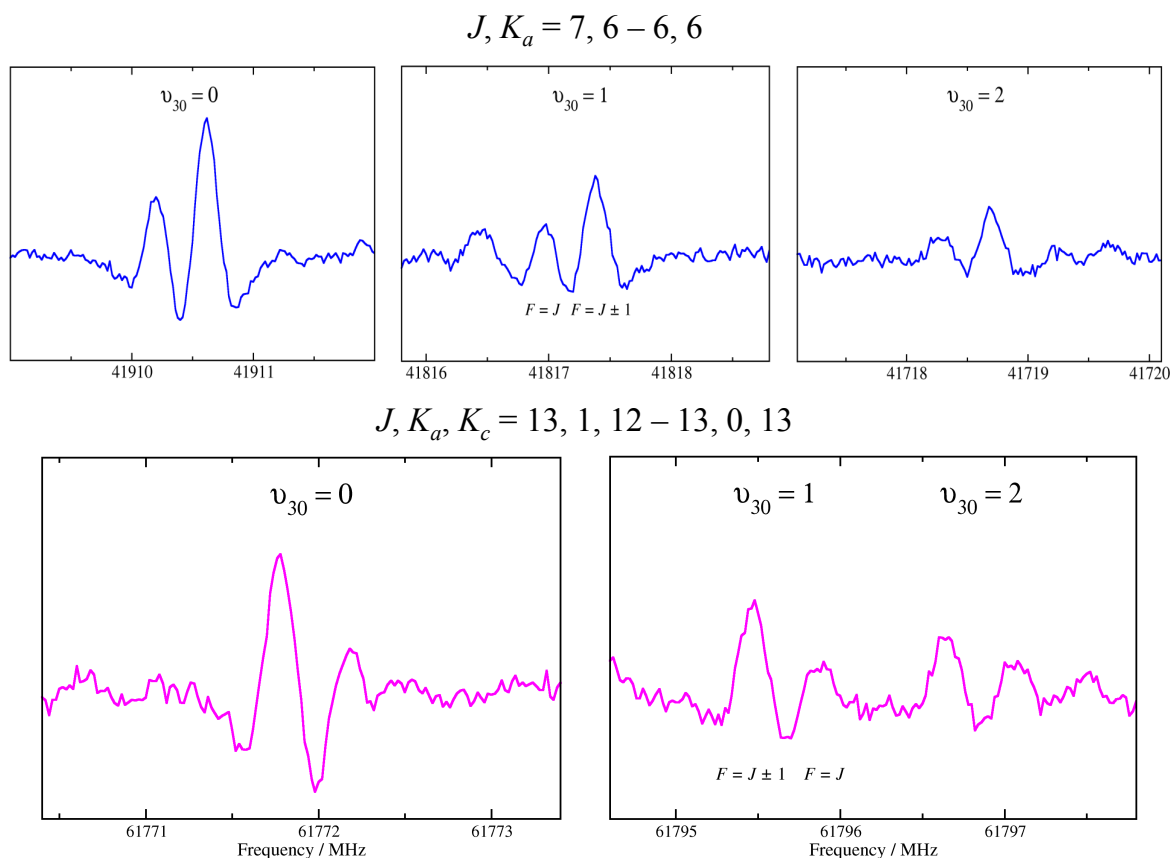 J, Kₐ = 7, 6 – 6, 6
υ₃₀ = 0
υ₃₀ = 1
υ₃₀ = 2
F = J F = J ± 1
41910 41911
41816 41817 41818
41718 41719 41720
J, Kₐ, K_c = 13, 1, 12 – 13, 0, 13
υ₃₀ = 0
υ₃₀ = 1
υ₃₀ = 2
F = J ± 1 F = J
61771 61772 61773
Frequency / MHz
61795 61796 61797
Frequency / MHz